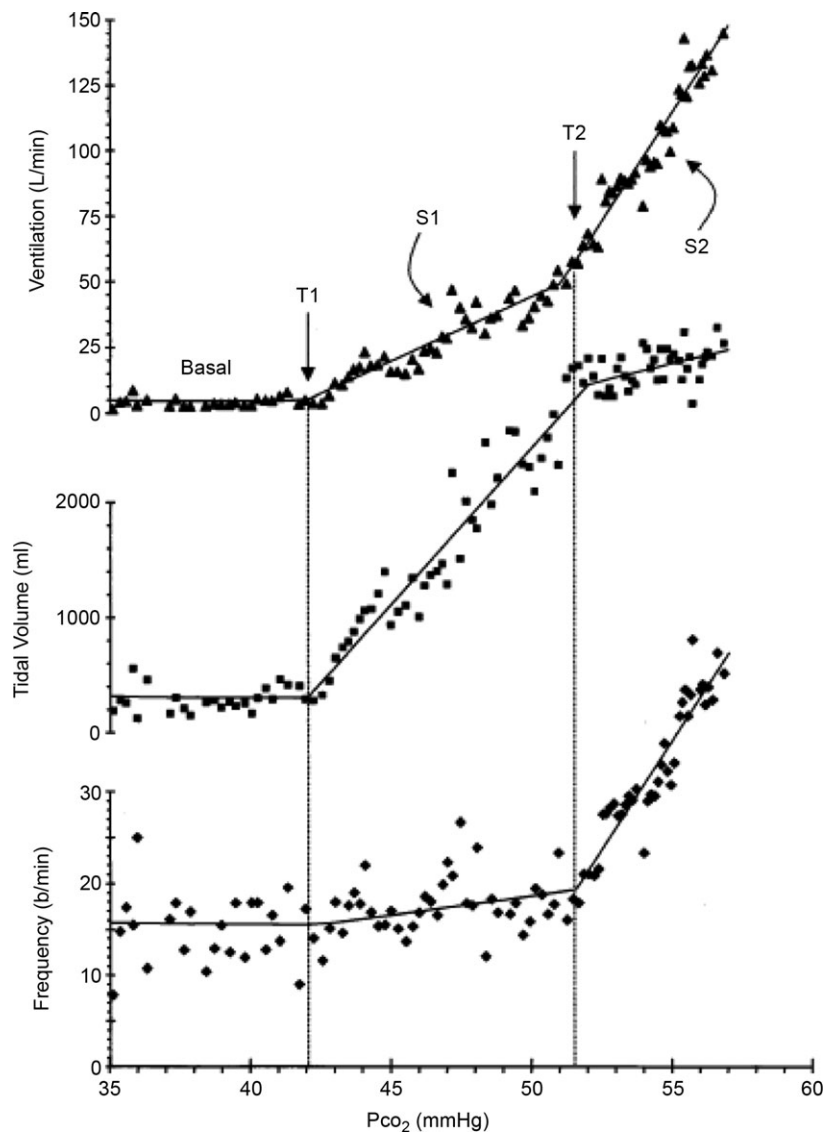 150
125
100
75
50
25
0
Ventilation (L/min)
T2
S1
S2
T1
Basal
2000
1000
0
Tidal Volume (ml)
30
20
10
0
Frequency (b/min)
35 40 45 50 55 60
Pco₂ (mmHg)